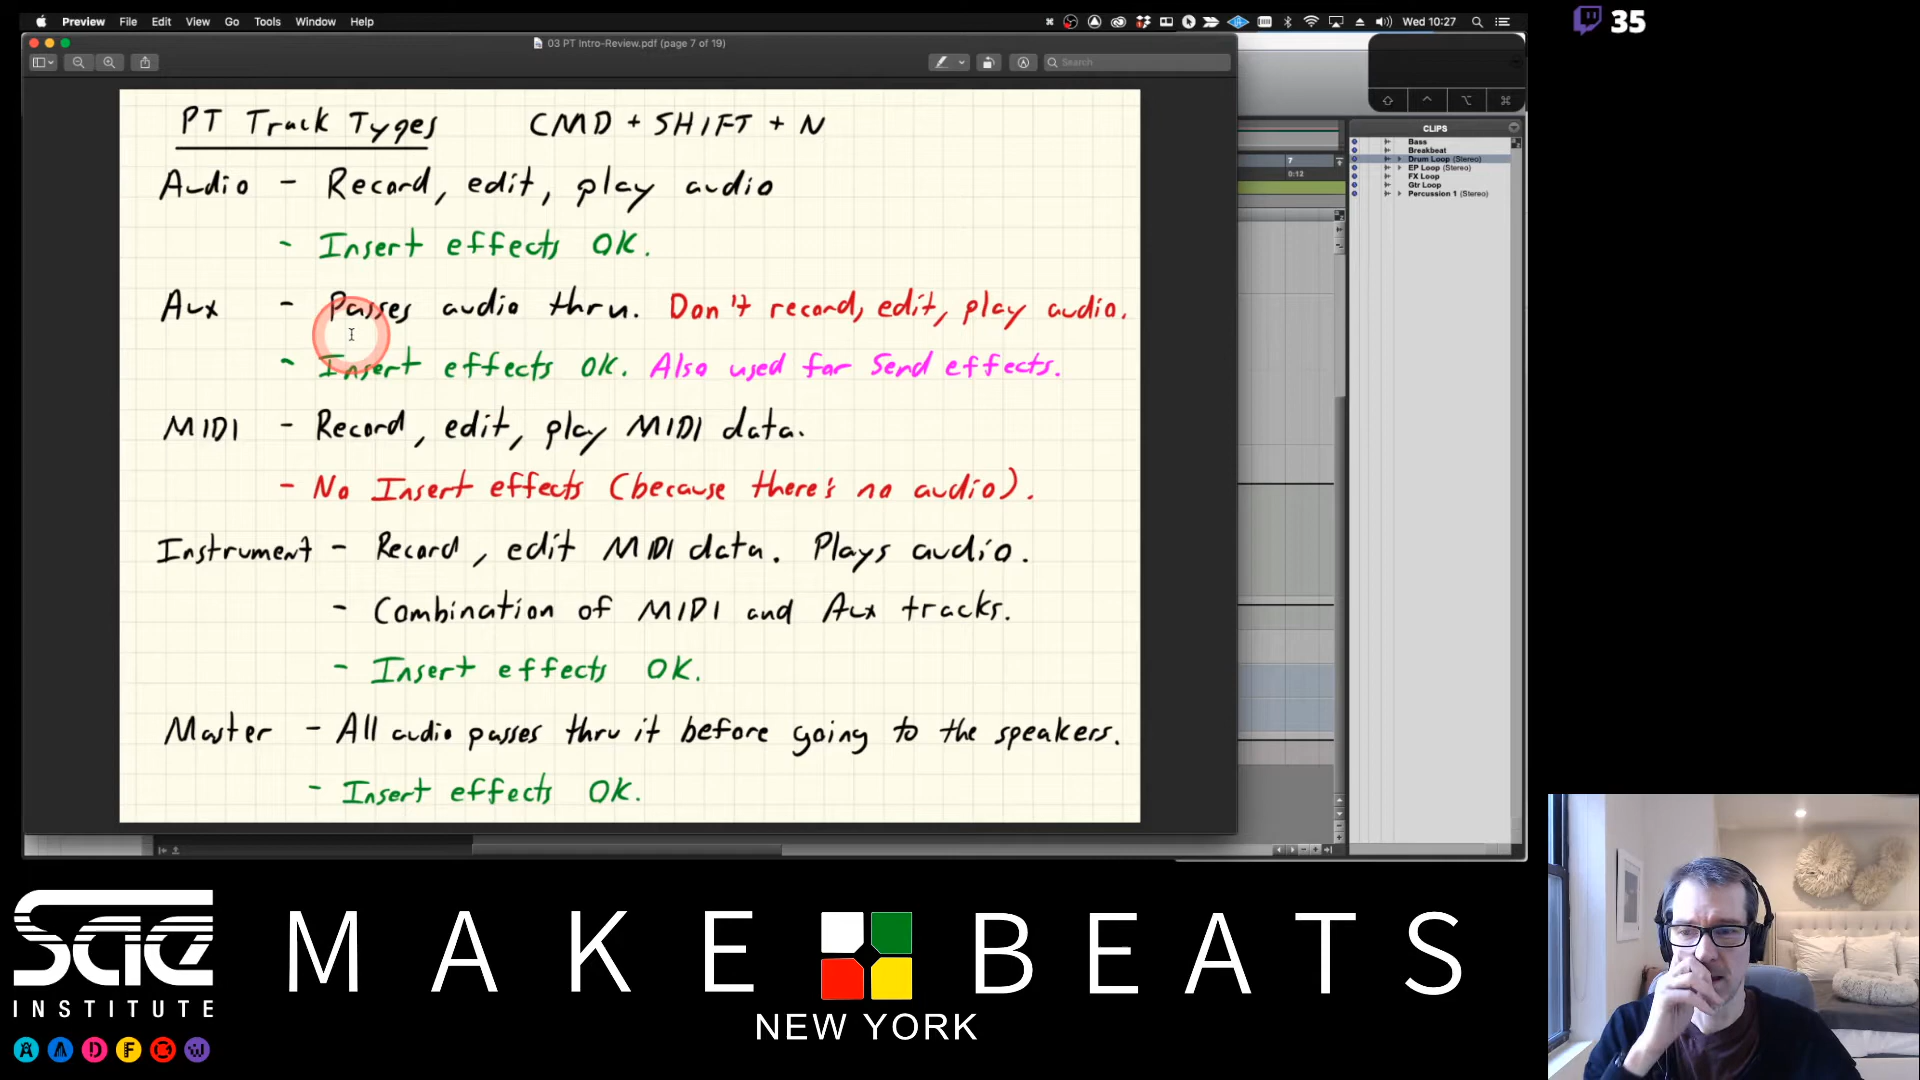 Preview File Edit View Go Tools Window Help
Wed 10:27
35
03 PT Intro-Review.pdf (page 7 of 19)
Search
PT Track Types CMD + SHIFT + N
Audio - Record, edit, play audio
- Insert effects OK.
Aux - Passes audio thru. Don't record, edit, play audio.
- Insert effects OK. Also used for Send effects.
MIDI - Record, edit, play MIDI data.
- No Insert effects (because there's no audio).
Instrument - Record, edit MIDI data. Plays audio.
- Combination of MIDI and Aux tracks.
- Insert effects OK.
Master - All audio passes thru it before going to the speakers.
- Insert effects OK.
7
0:12
CLIPS
Bass
Breakbeat
Drum Loop (Stereo)
EP Loop (Stereo)
FX Loop
Gtr Loop
Percussion 1 (Stereo)
sae
INSTITUTE
MAKE BEATS
NEW YORK